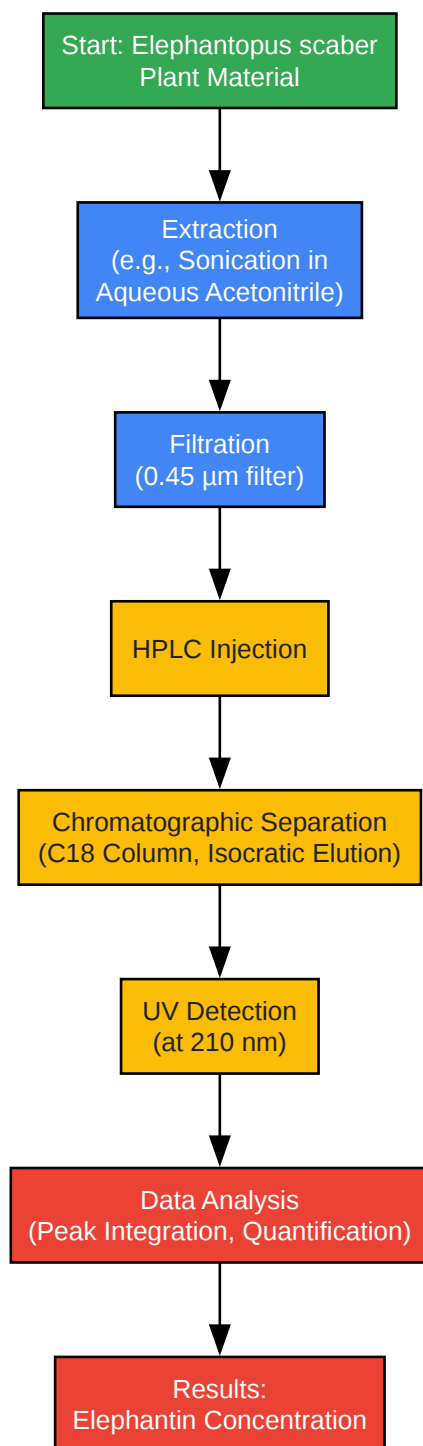 Start: Elephantopus scaber
Plant Material
Extraction
(e.g., Sonication in
Aqueous Acetonitrile)
Filtration
(0.45 µm filter)
HPLC Injection
Chromatographic Separation
(C18 Column, Isocratic Elution)
UV Detection
(at 210 nm)
Data Analysis
(Peak Integration, Quantification)
Results:
Elephantin Concentration